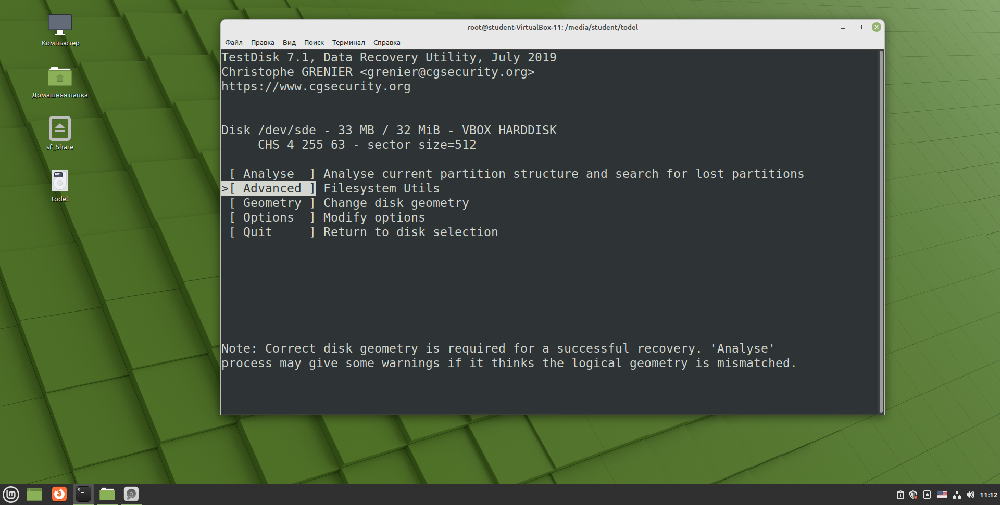 Компьютер
Домашняя папка
sf_Share
todel
root@student-VirtualBox-11: /media/student/todel
Файл Правка Вид Поиск Терминал Справка
TestDisk 7.1, Data Recovery Utility, July 2019
Christophe GRENIER <grenier@cgsecurity.org>
https://www.cgsecurity.org
Disk /dev/sde - 33 MB / 32 MiB - VBOX HARDDISK
CHS 4 255 63 - sector size=512
[ Analyse  ] Analyse current partition structure and search for lost partitions
>[ Advanced ] Filesystem Utils
[ Geometry ] Change disk geometry
[ Options  ] Modify options
[ Quit     ] Return to disk selection
Note: Correct disk geometry is required for a successful recovery. 'Analyse'
process may give some warnings if it thinks the logical geometry is mismatched.
$_
11:12